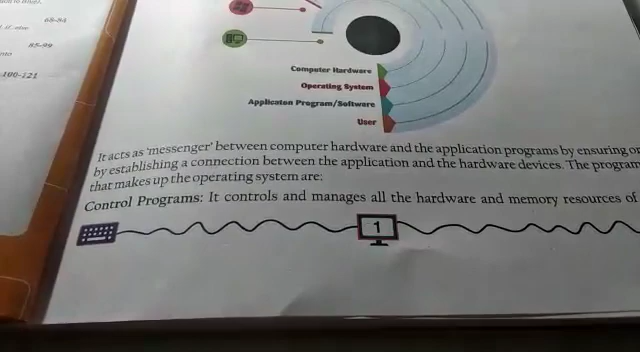 68-84
85-99
100-121
Computer Hardware
Operating System
Applicaton Program/Software
User
It acts as 'messenger' between computer hardware and the application programs by ensuring
by establishing a connection between the application and the hardware devices. The program
that makes up the operating system are:
Control Programs: It controls and manages all the hardware and memory resources of
1